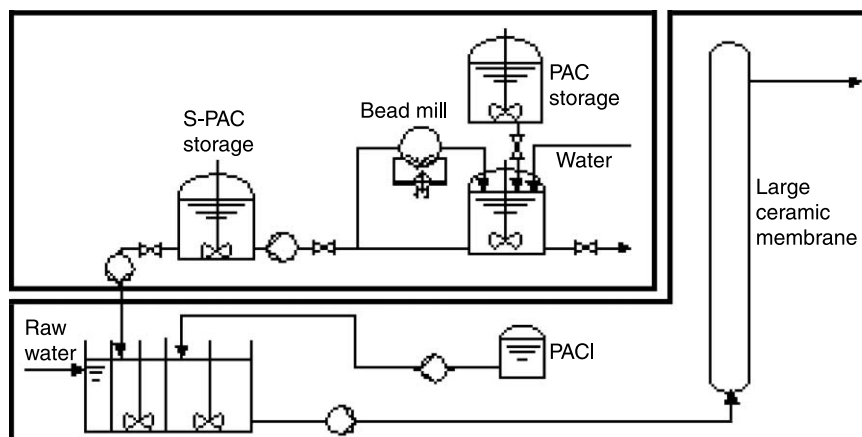 PAC
storage
Bead mill
S-PAC
storage
Water
Large
ceramic
membrane
Raw
water
PACl